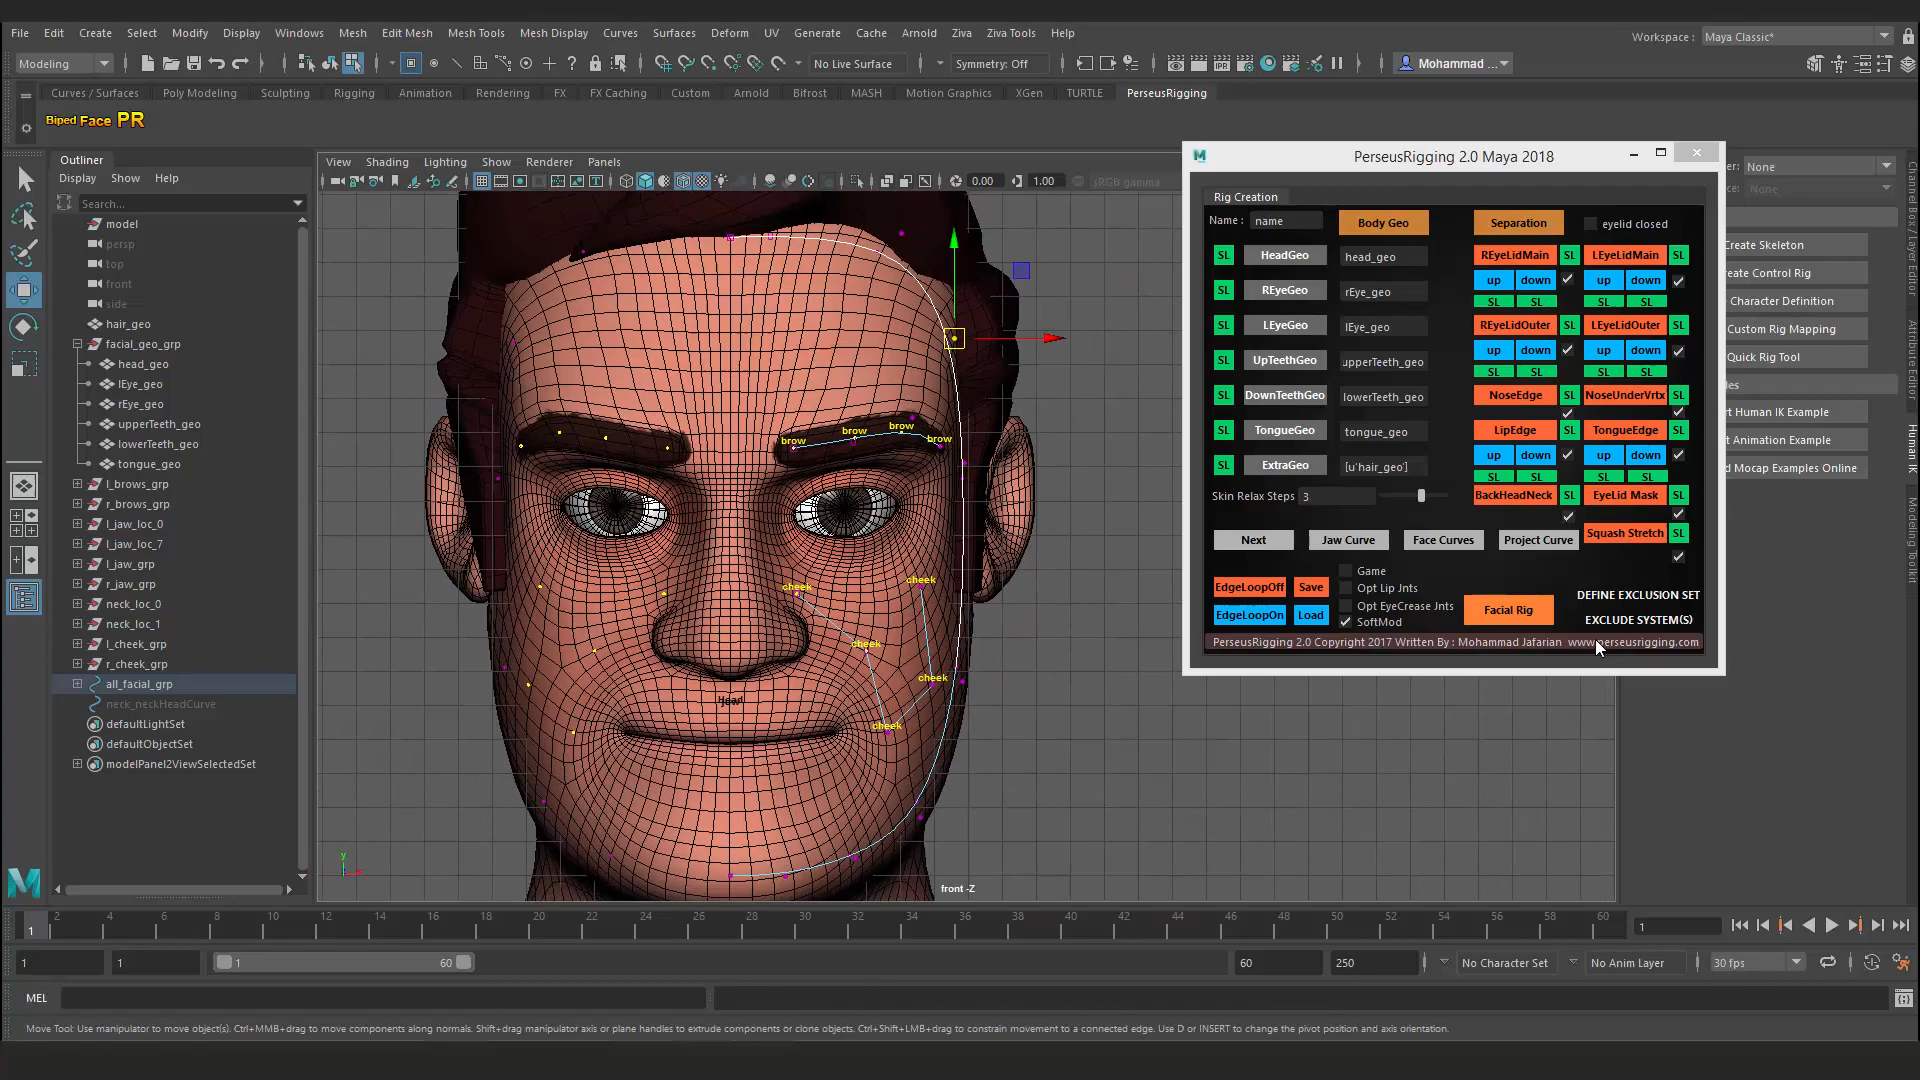 File Edit Create Select Modify Display Windows Mesh Edit Mesh Mesh Tools Mesh Display Curves Surfaces Deform UV Generate Cache Arnold Ziva Ziva Tools Help
Workspace : Maya Classic*
Modeling No Live Surface Symmetry: Off Mohammad ...
Curves / Surfaces Poly Modeling Sculpting Rigging Animation Rendering FX FX Caching Custom Arnold Bifrost MASH Motion Graphics XGen TURTLE PerseusRigging
Biped Face PR
Outliner
Display Show Help
Search...
model
persp
top
front
side
hair_geo
facial_geo_grp
head_geo
lEye_geo
rEye_geo
upperTeeth_geo
lowerTeeth_geo
tongue_geo
l_brows_grp
r_brows_grp
l_jaw_loc_0
l_jaw_loc_7
l_jaw_grp
r_jaw_grp
neck_loc_0
neck_loc_1
l_cheek_grp
r_cheek_grp
all_facial_grp
neck_neckHeadCurve
defaultLightSet
defaultObjectSet
modelPanel2ViewSelectedSet
View Shading Lighting Show Renderer Panels
0.00 1.00 sRGB gamma
brow brow brow brow
cheek cheek
cheek
cheek
cheek
front -Z
PerseusRigging 2.0 Maya 2018
Rig Creation
Name : name Body Geo Separation eyelid closed
SL HeadGeo head_geo REyeLidMain SL LEyeLidMain SL
up down up down
SL REyeGeo rEye_geo SL SL SL SL
SL LEyeGeo lEye_geo REyeLidOuter SL LEyeLidOuter SL
up down up down
SL UpTeethGeo upperTeeth_geo SL SL SL SL
SL DownTeethGeo lowerTeeth_geo NoseEdge SL NoseUnderVrtx SL
SL TongueGeo tongue_geo LipEdge SL TongueEdge SL
up down up down
SL ExtraGeo [u'hair_geo'] SL SL SL SL
Skin Relax Steps 3 BackHeadNeck SL EyeLid Mask SL
Next Jaw Curve Face Curves Project Curve Squash Stretch SL
Game
EdgeLoopOff Save Opt Lip Jnts DEFINE EXCLUSION SET
EdgeLoopOn Load Opt EyeCrease Jnts Facial Rig EXCLUDE SYSTEM(S)
SoftMod
PerseusRigging 2.0 Copyright 2017 Written By : Mohammad Jafarian www.perseusrigging.com
None
None
Create Skeleton
Character Definition
Custom Rig Mapping
Quick Rig Tool
Human IK Example
Animation Example
Mocap Examples Online
Channel Box / Layer Editor
Attribute Editor
Human IK
Modeling Toolkit
1 2 4 6 8 10 12 14 16 18 20 22 24 26 28 30 32 34 36 38 40 42 44 46 48 50 52 54 56 58 60 1
1 1 1 60 60 250 No Character Set No Anim Layer 30 fps
MEL
Move Tool: Use manipulator to move object(s). Ctrl+MMB+drag to move components along normals. Shift+drag manipulator axis or plane handles to extrude components or clone objects. Ctrl+Shift+LMB+drag to constrain movement to a connected edge. Use D or INSERT to change the pivot position and axis orientation.